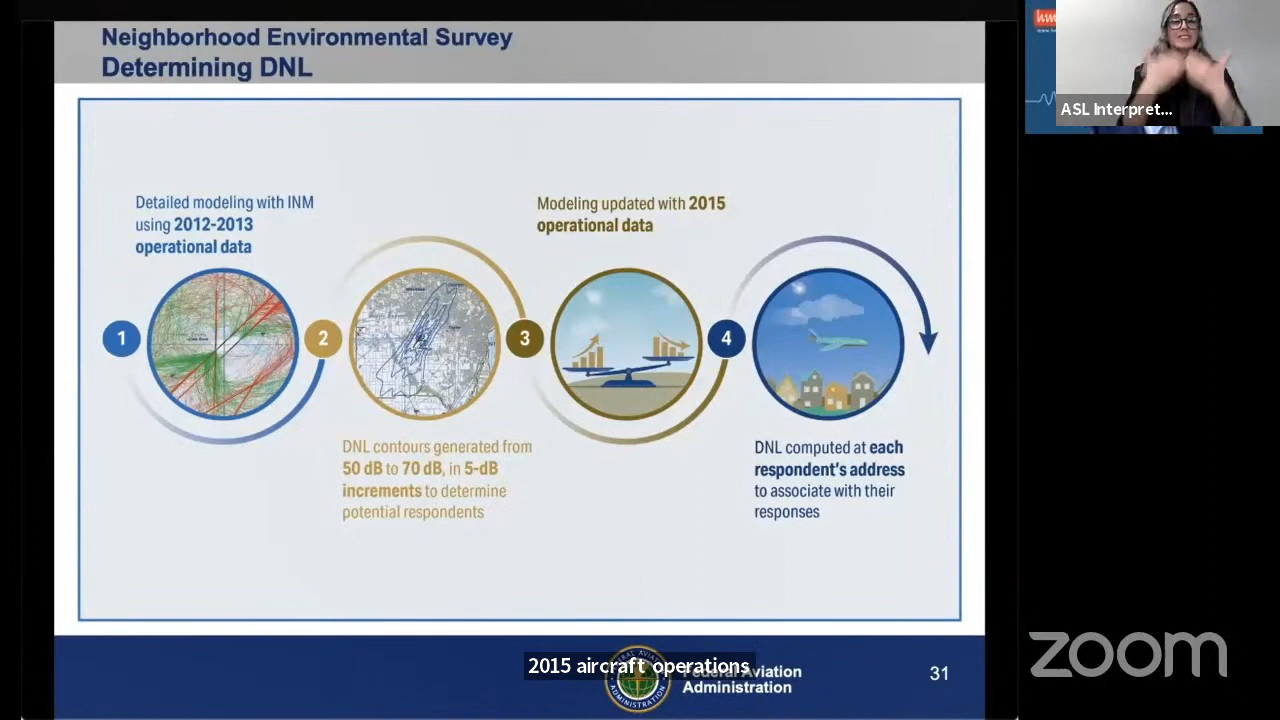 Neighborhood Environmental Survey
Determining DNL
Detailed modeling with INM
using 2012-2013
operational data
Modeling updated with 2015
operational data
1
2
3
4
DNL contours generated from
50 dB to 70 dB, in 5-dB
increments to determine
potential respondents
DNL computed at each
respondent's address
to associate with their
responses
2015 aircraft operations
Federal Aviation
Administration
31
ASL Interpret...
zoom